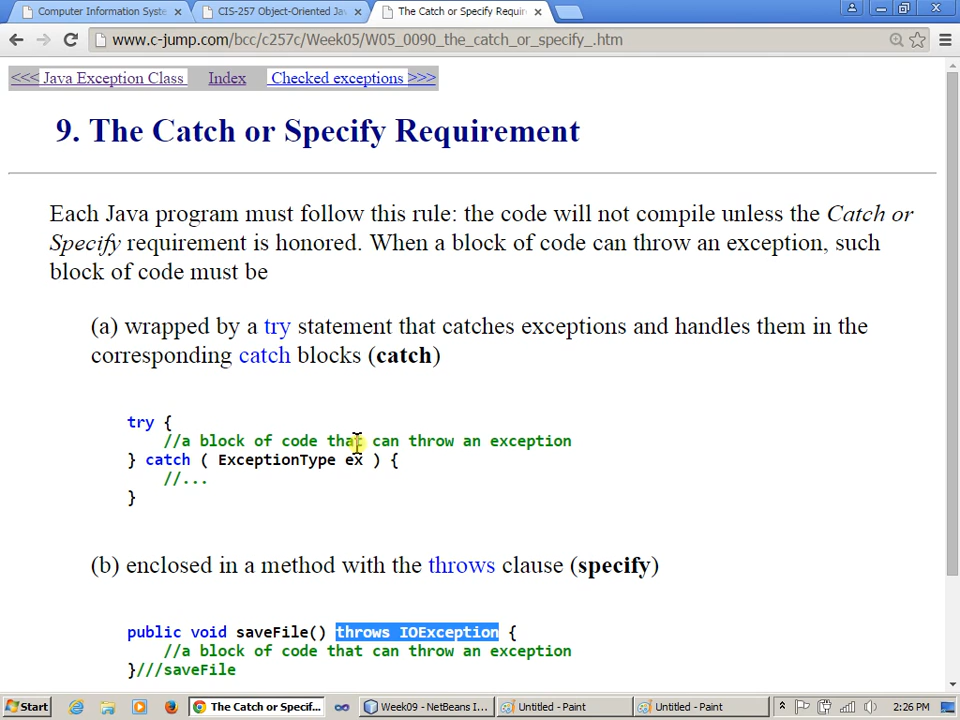 Computer Information Syste
CIS-257 Object-Oriented Ja
The Catch or Specify Requir
www.c-jump.com/bcc/c257c/Week05/W05_0090_the_catch_or_specify_.htm
<<< Java Exception Class Index Checked exceptions >>>
9. The Catch or Specify Requirement
Each Java program must follow this rule: the code will not compile unless the Catch or
Specify requirement is honored. When a block of code can throw an exception, such
block of code must be
(a) wrapped by a try statement that catches exceptions and handles them in the
corresponding catch blocks (catch)
try {
//a block of code that can throw an exception
} catch ( ExceptionType ex ) {
//...
}
(b) enclosed in a method with the throws clause (specify)
public void saveFile() throws IOException {
//a block of code that can throw an exception
}///saveFile
Start The Catch or Specif... Week09 - NetBeans I... Untitled - Paint Untitled - Paint 2:26 PM